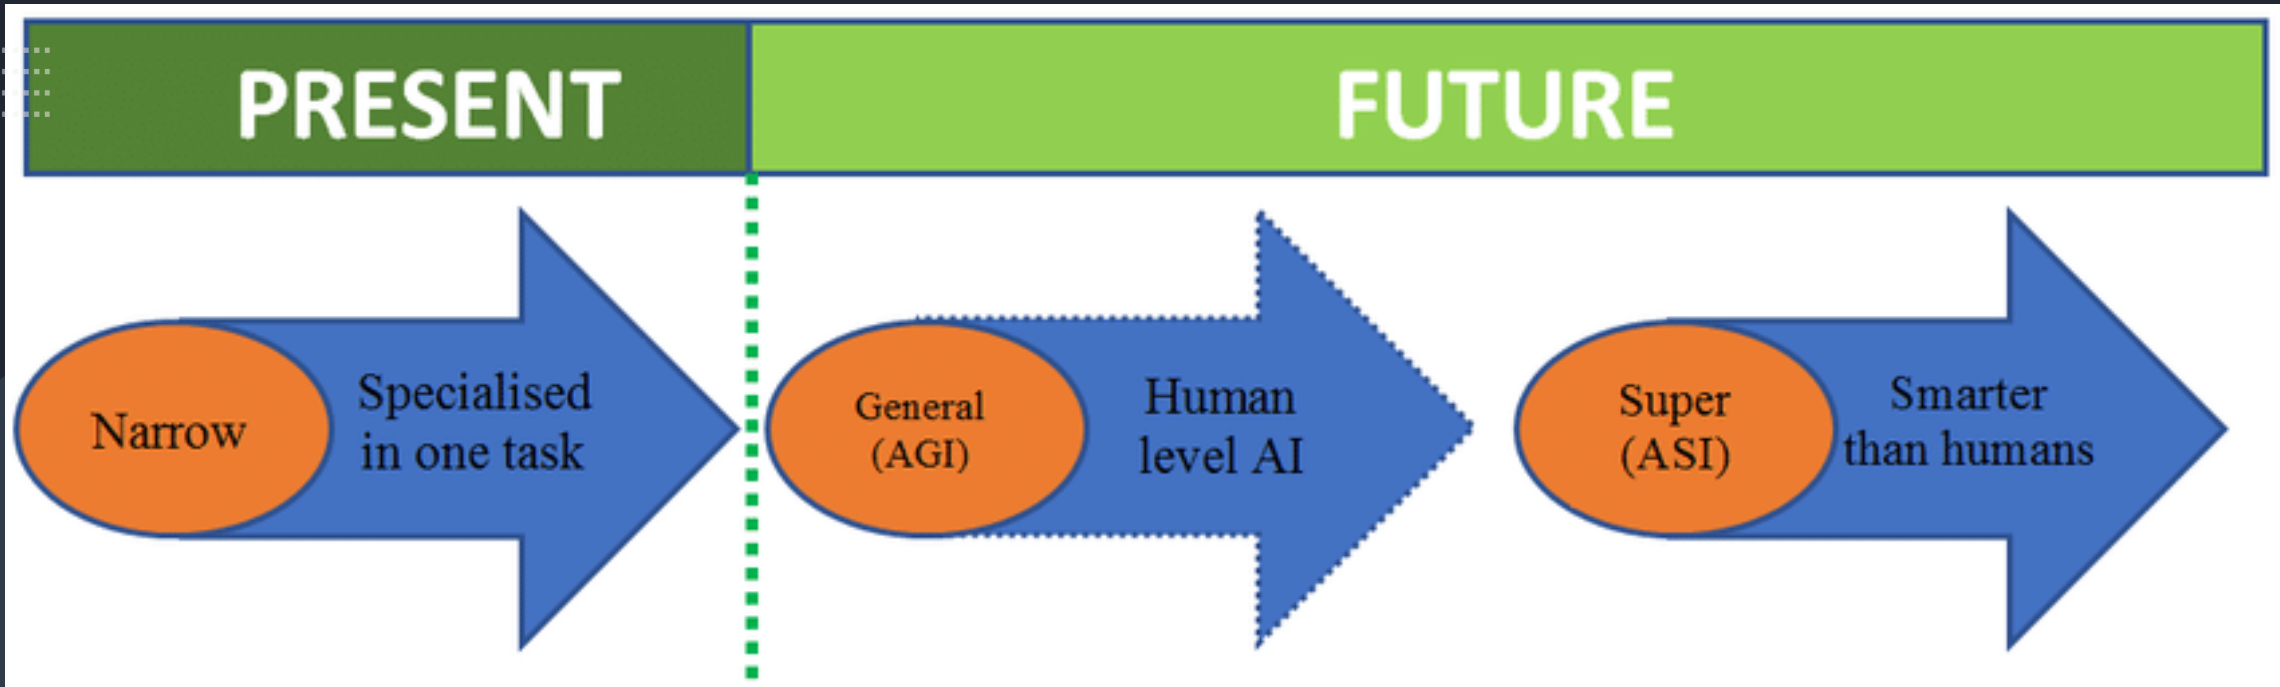 PRESENT
FUTURE
Narrow
Specialised
in one task
General
(AGI)
Human
level AI
Super
(ASI)
Smarter
than humans